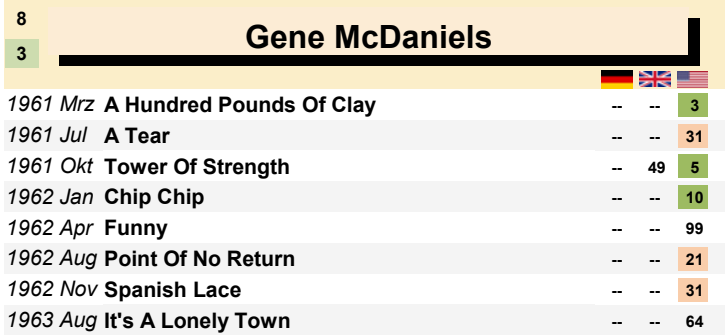 8
3
Gene McDaniels
1961 Mrz A Hundred Pounds Of Clay -- -- 3
1961 Jul A Tear -- -- 31
1961 Okt Tower Of Strength -- 49 5
1962 Jan Chip Chip -- -- 10
1962 Apr Funny -- -- 99
1962 Aug Point Of No Return -- -- 21
1962 Nov Spanish Lace -- -- 31
1963 Aug It's A Lonely Town -- -- 64